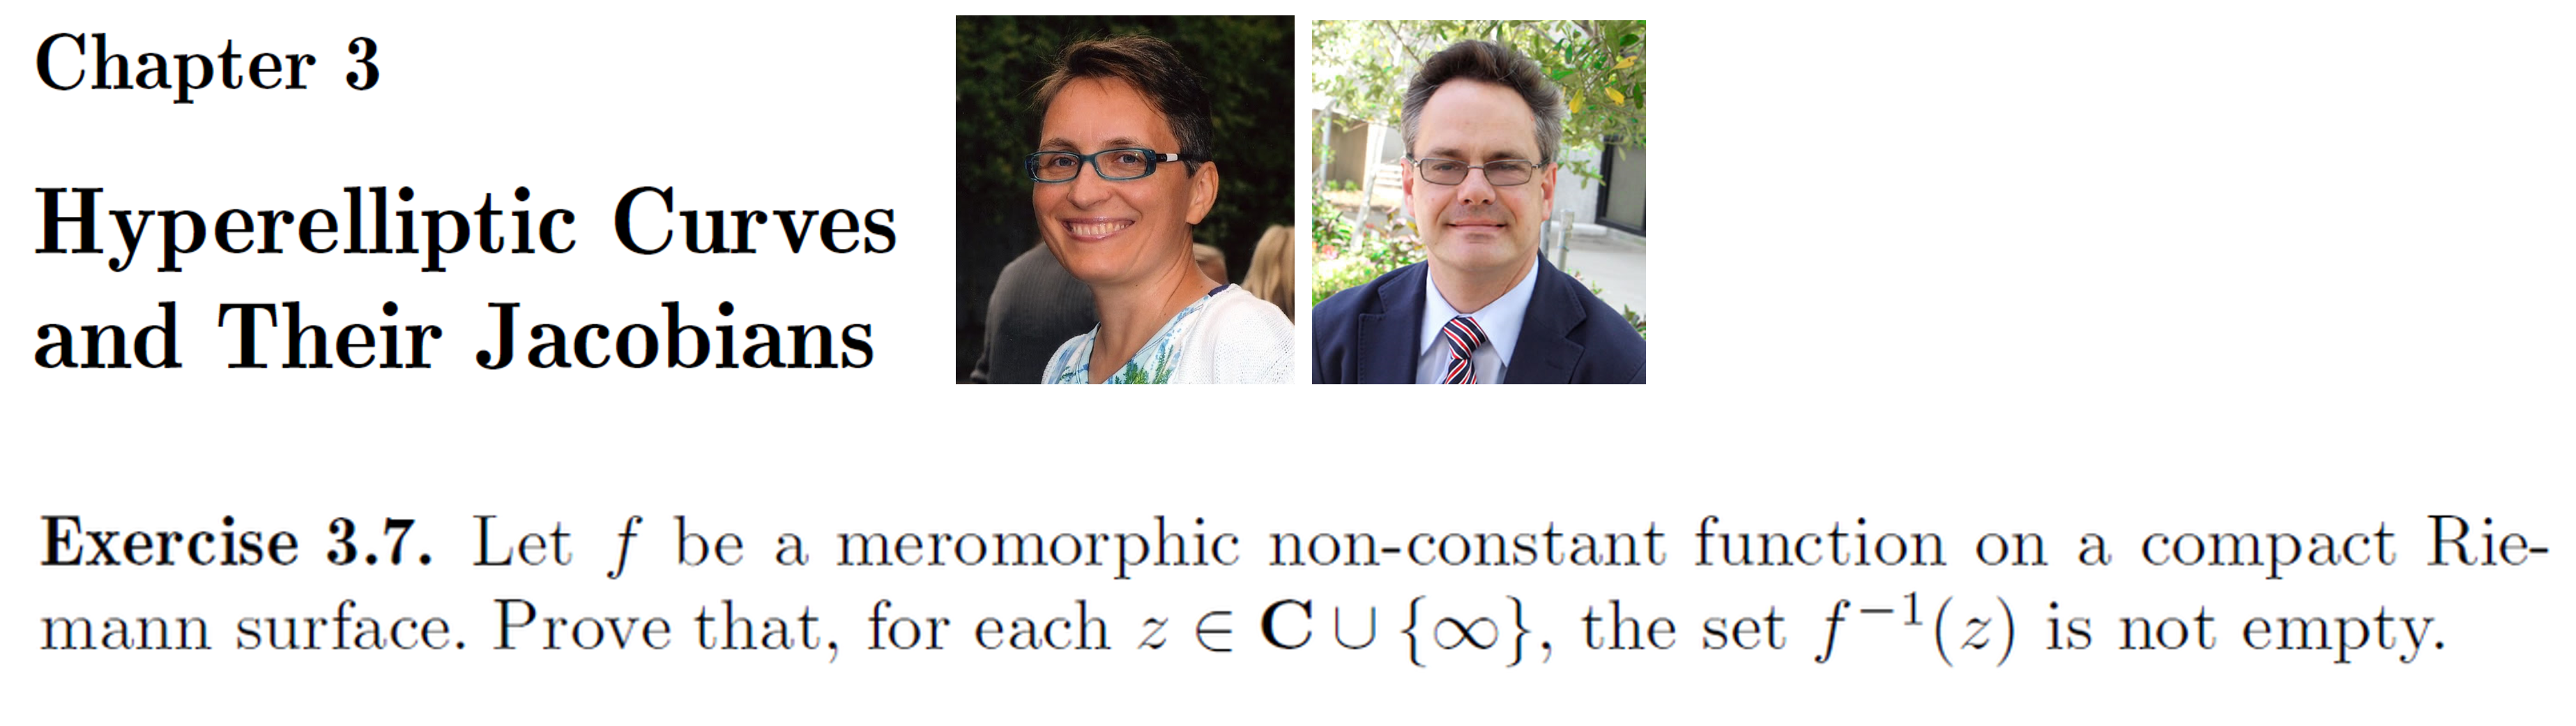 Chapter 3
Hyperelliptic Curves
and Their Jacobians
Exercise 3.7. Let f be a meromorphic non-constant function on a compact Rie-
mann surface. Prove that, for each z ∈ C ∪ {∞}, the set f⁻¹(z) is not empty.